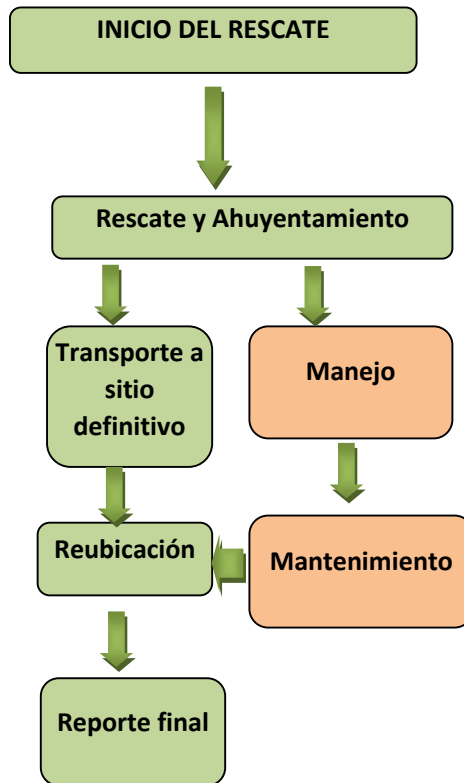 INICIO DEL RESCATE
Rescate y Ahuyentamiento
Transporte a
sitio
definitivo
Manejo
Reubicación
Mantenimiento
Reporte final